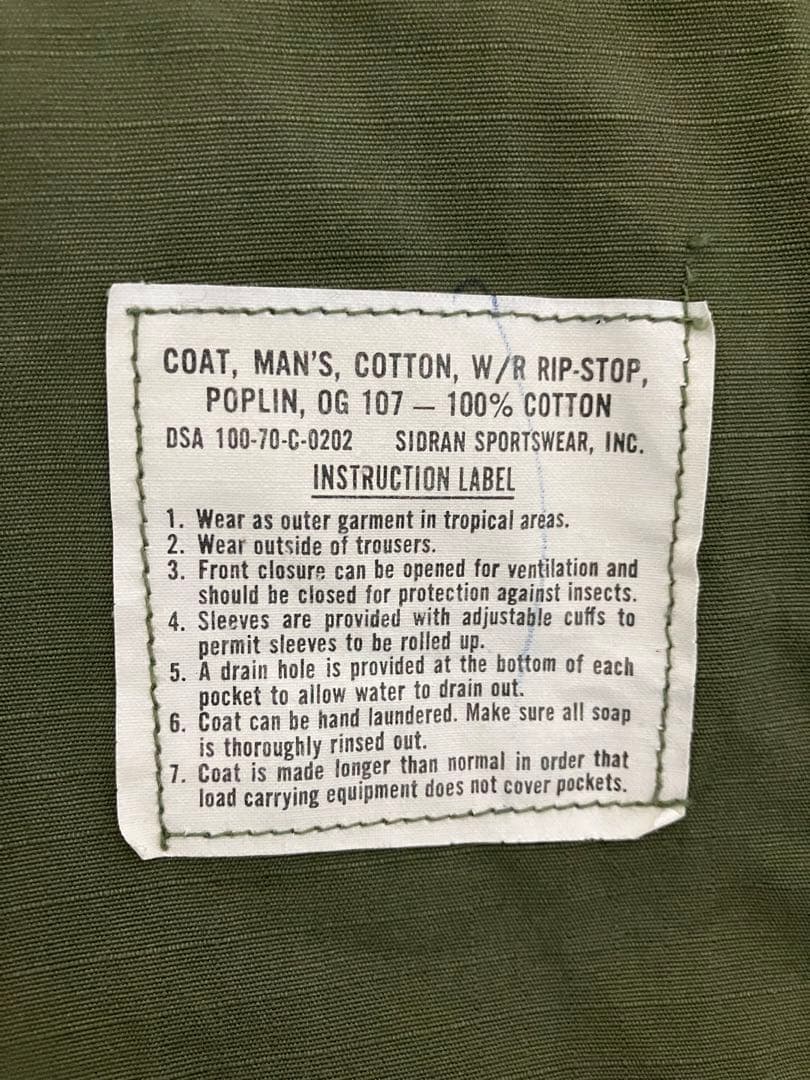 COAT, MAN'S, COTTON, W/R RIP-STOP,
POPLIN, OG 107 — 100% COTTON
DSA 100-70-C-0202 SIDRAN SPORTSWEAR, INC.
INSTRUCTION LABEL
1. Wear as outer garment in tropical areas.
2. Wear outside of trousers.
3. Front closure can be opened for ventilation and
should be closed for protection against insects.
4. Sleeves are provided with adjustable cuffs to
permit sleeves to be rolled up.
5. A drain hole is provided at the bottom of each
pocket to allow water to drain out.
6. Coat can be hand laundered. Make sure all soap
is thoroughly rinsed out.
7. Coat is made longer than normal in order that
load carrying equipment does not cover pockets.